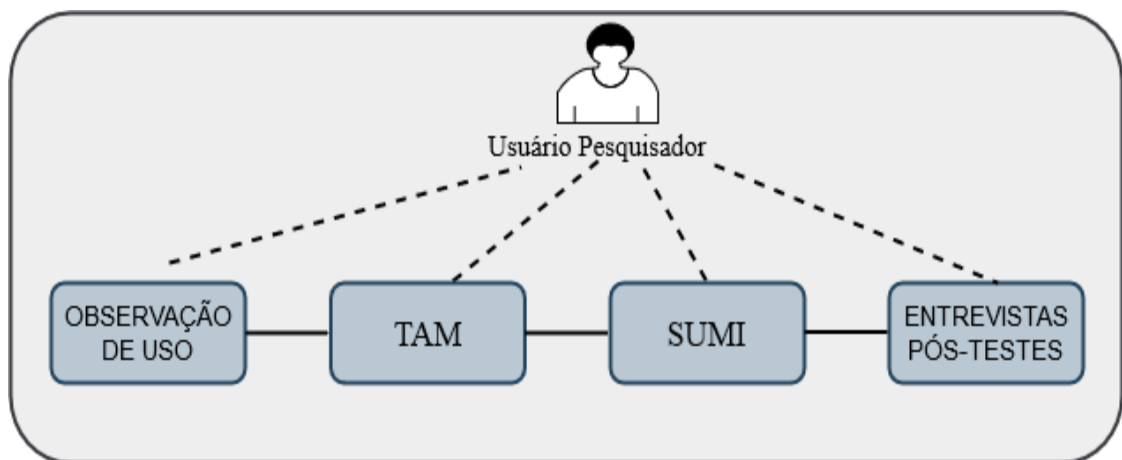 Usuário Pesquisador
OBSERVAÇÃO
DE USO
TAM
SUMI
ENTREVISTAS
PÓS-TESTES